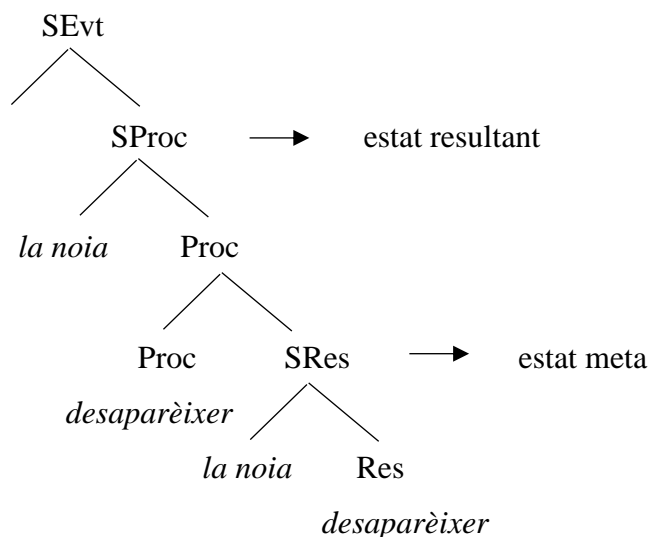 SEvt
SProc → estat resultant
la noia Proc
Proc SRes → estat meta
desaparèixer
la noia Res
desaparèixer